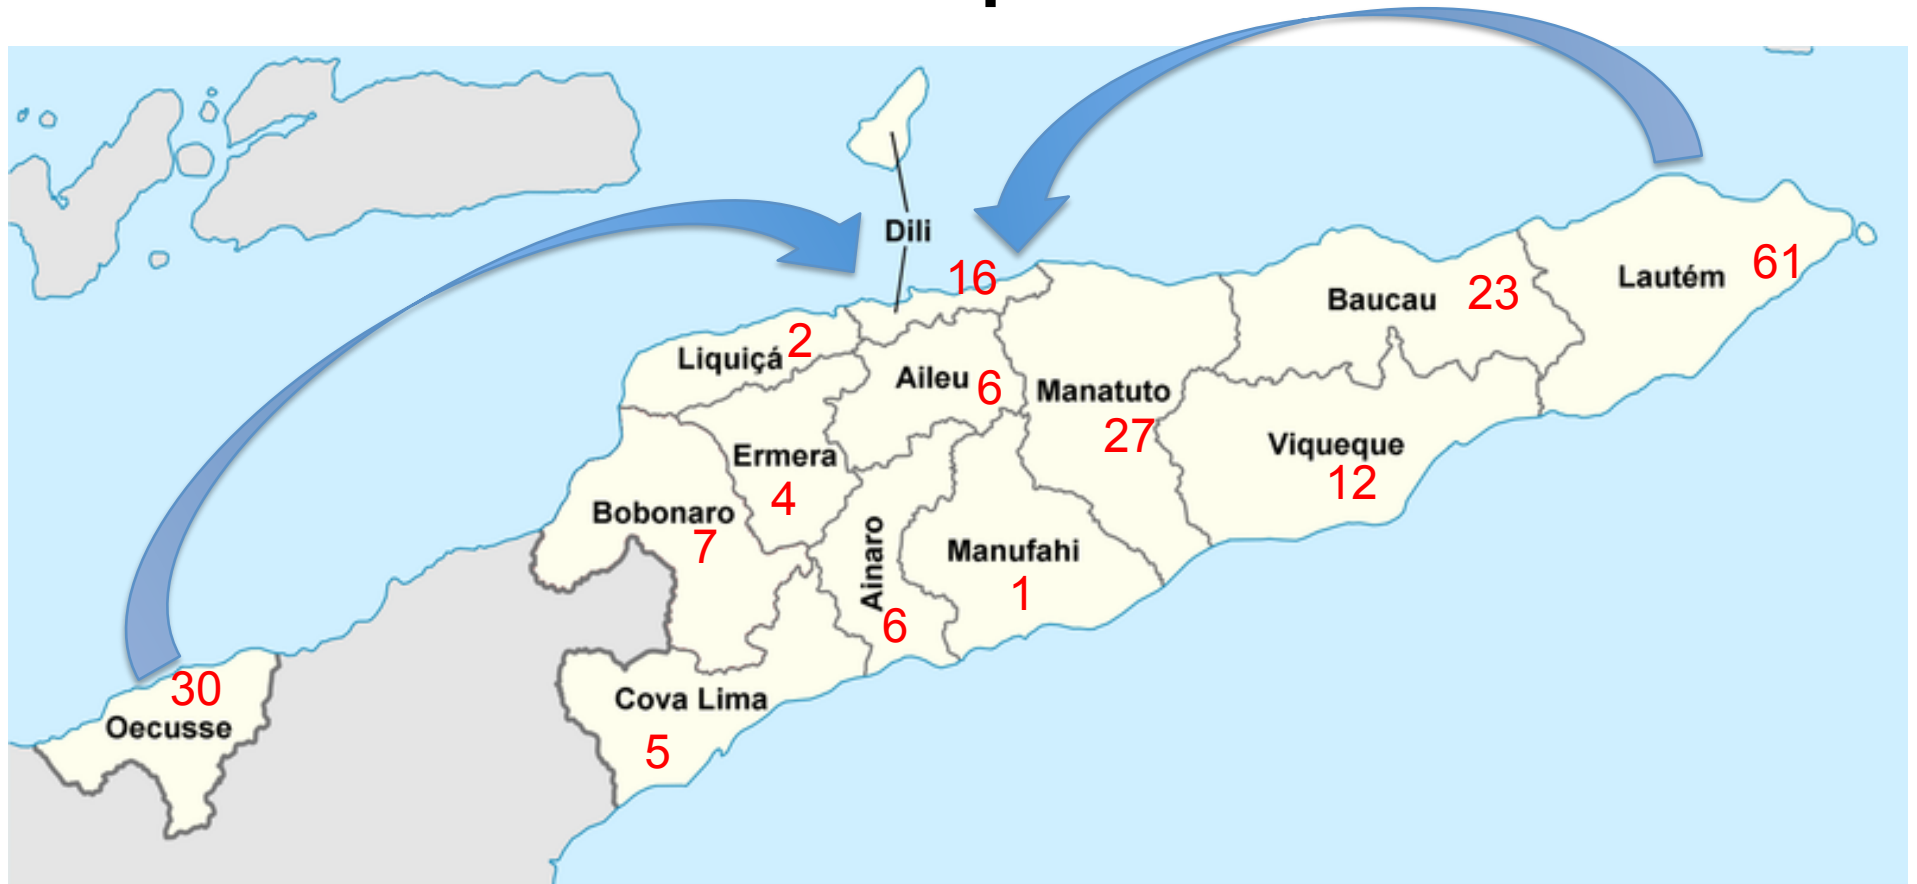 Dili
16
Lautém 61
Baucau 23
Liquiçá 2
Aileu 6
Manatuto
27
Viqueque
12
Ermera
4
Bobonaro
7
Ainaro
6
Manufahi
1
Cova Lima
5
30
Oecusse